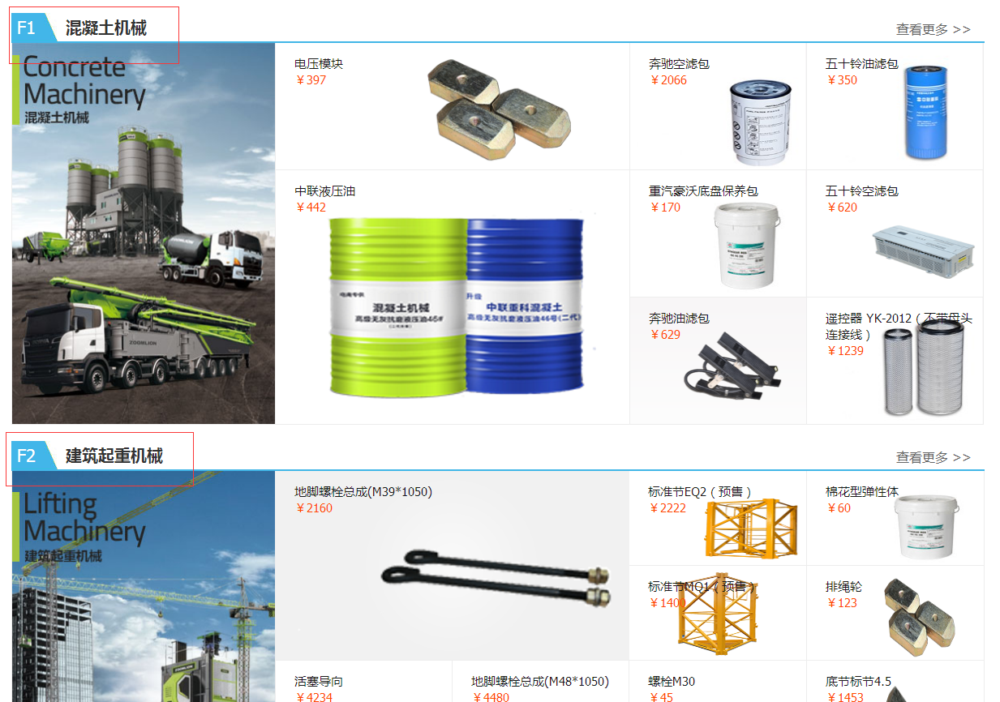 F1 混凝土机械
查看更多 >>
Concrete
Machinery
混凝土机械
ZOOMLION
电压模块
￥397
奔驰空滤包
￥2066
五十铃油滤包
￥350
中联液压油
￥442
电商专供
混凝土机械
高级无灰抗磨液压油46#
升级
中联重科混凝土
高级无灰抗磨液压油46号(二代)
重汽豪沃底盘保养包
￥170
五十铃空滤包
￥620
奔驰油滤包
￥629
遥控器 YK-2012（不带母头
连接线）
￥1239
F2 建筑起重机械
查看更多 >>
Lifting
Machinery
建筑起重机械
地脚螺栓总成(M39*1050)
￥2160
标准节EQ2（预售）
￥2222
棉花型弹性体
￥60
标准节MQ1（预售）
￥1400
排绳轮
￥123
活塞导向
￥4234
地脚螺栓总成(M48*1050)
￥4480
螺栓M30
￥45
底节标节4.5
￥1453